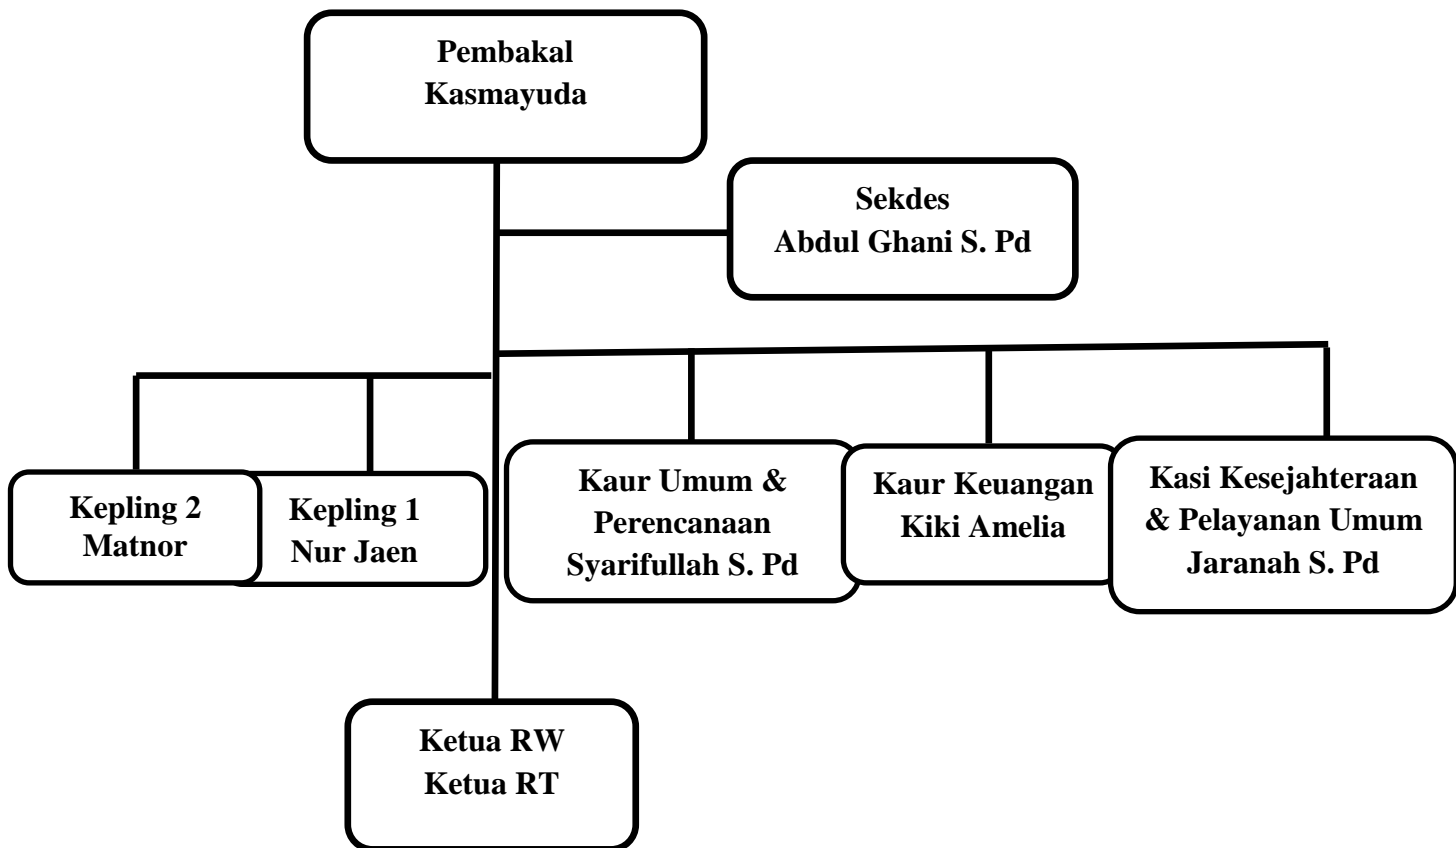 Pembakal
Kasmayuda
Sekdes
Abdul Ghani S. Pd
Kepling 2
Matnor
Kepling 1
Nur Jaen
Kaur Umum &
Perencanaan
Syarifullah S. Pd
Kaur Keuangan
Kiki Amelia
Kasi Kesejahteraan
& Pelayanan Umum
Jaranah S. Pd
Ketua RW
Ketua RT